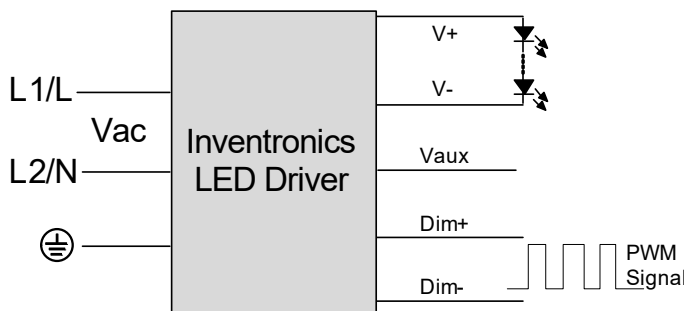 L1/L
Vac
L2/N
Inventronics
LED Driver
V+
V-
Vaux
Dim+
Dim-
PWM
Signal